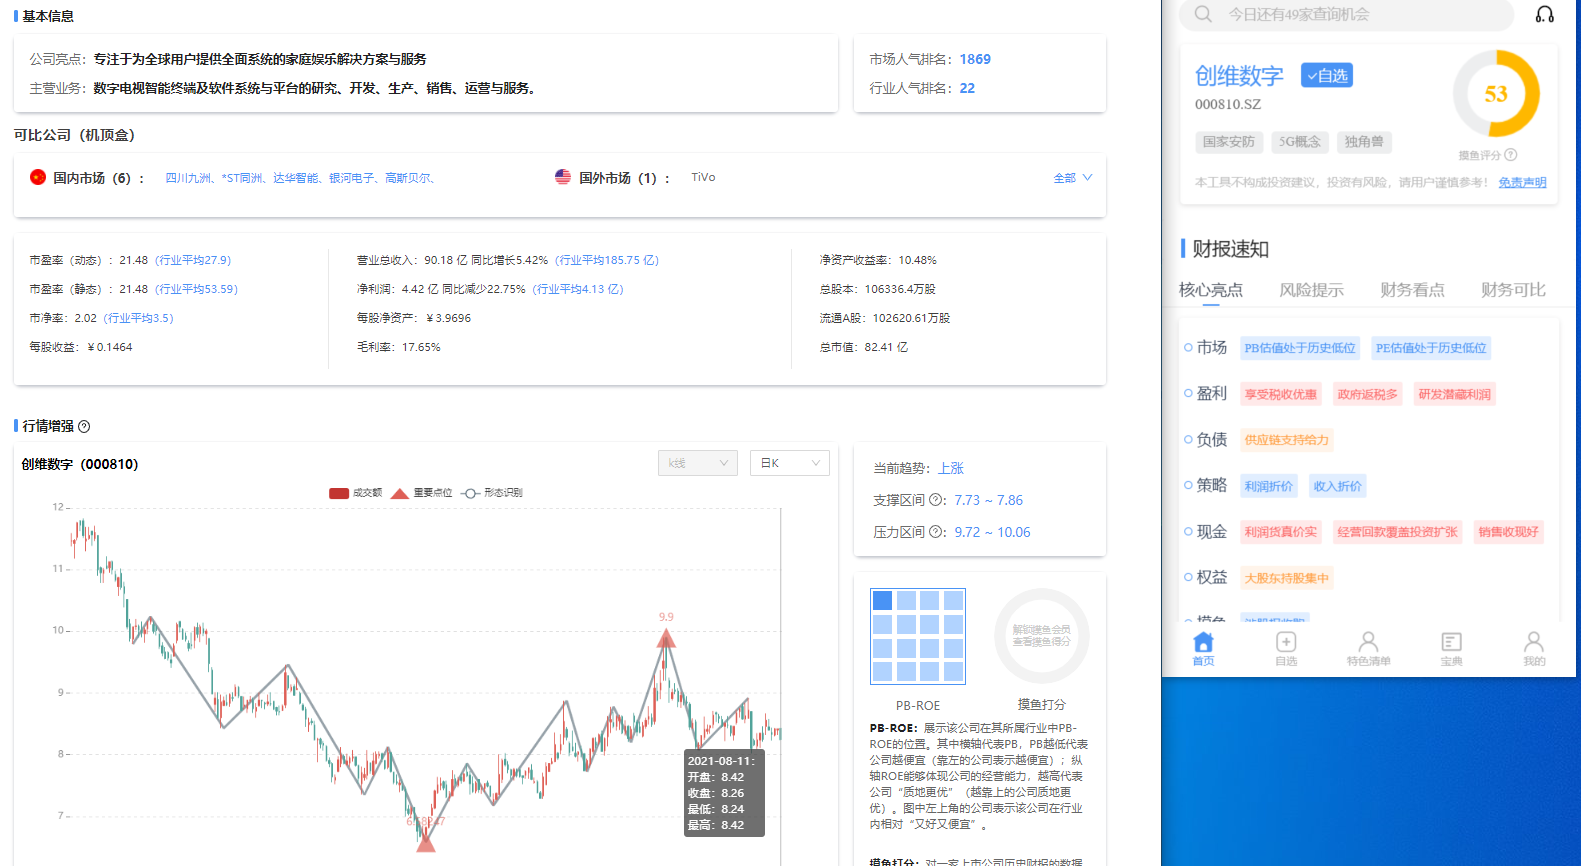 基本信息
公司亮点：专注于为全球用户提供全面系统的家庭娱乐解决方案与服务
主营业务：数字电视智能终端及软件系统与平台的研究、开发、生产、销售、运营与服务。
市场人气排名：1869
行业人气排名：22
可比公司（机顶盒）
国内市场（6）：
四川九洲、*ST同洲、达华智能、银河电子、高斯贝尔、
国外市场（1）：
TiVo
全部
市盈率（动态）：21.48（行业平均27.9）
市盈率（静态）：21.48（行业平均53.59）
市净率：2.02（行业平均3.5）
每股收益：￥0.1464
营业总收入：90.18 亿 同比增长5.42%（行业平均185.75 亿）
净利润：4.42 亿 同比减少22.75%（行业平均4.13 亿）
每股净资产：￥3.9696
毛利率：17.65%
净资产收益率：10.48%
总股本：106336.4万股
流通A股：102620.61万股
总市值：82.41 亿
行情增强
创维数字（000810）
k线
日K
成交额
重要点位
形态识别
12
11
10
9
8
7
9.9
2021-08-11：
开盘：8.42
收盘：8.26
最低：8.24
最高：8.42
当前趋势：上涨
支撑区间：7.73 ~ 7.86
压力区间：9.72 ~ 10.06
解锁摸鱼会员
查看摸鱼得分
PB-ROE
摸鱼打分
PB-ROE：展示该公司在某所属行业中PB-
ROE的位置。其中横轴代表PB，PB越低代表
公司越便宜（靠左的公司表示越便宜）；纵
轴ROE能够体现公司的经营能力，越高代表
公司“质地更优”（越靠上的公司质地更
优）。图中左上角的公司表示该公司在行业
内相对“又好又便宜”。
摸鱼打分：对一家上市公司历史财报的数据
今日还有49家查询机会
创维数字
✓自选
000810.SZ
国家安防
5G概念
独角兽
53
摸鱼评分
本工具不构成投资建议，投资有风险，请用户谨慎参考！
免责声明
财报速知
核心亮点
风险提示
财务看点
财务可比
市场
PB估值处于历史低位
PE估值处于历史低位
盈利
享受税收优惠
政府返税多
研发潜藏利润
负债
供应链支持给力
策略
利润折价
收入折价
现金
利润货真价实
经营回款覆盖投资扩张
销售收现好
权益
大股东持股集中
摸鱼
首页
自选
特色清单
宝典
我的